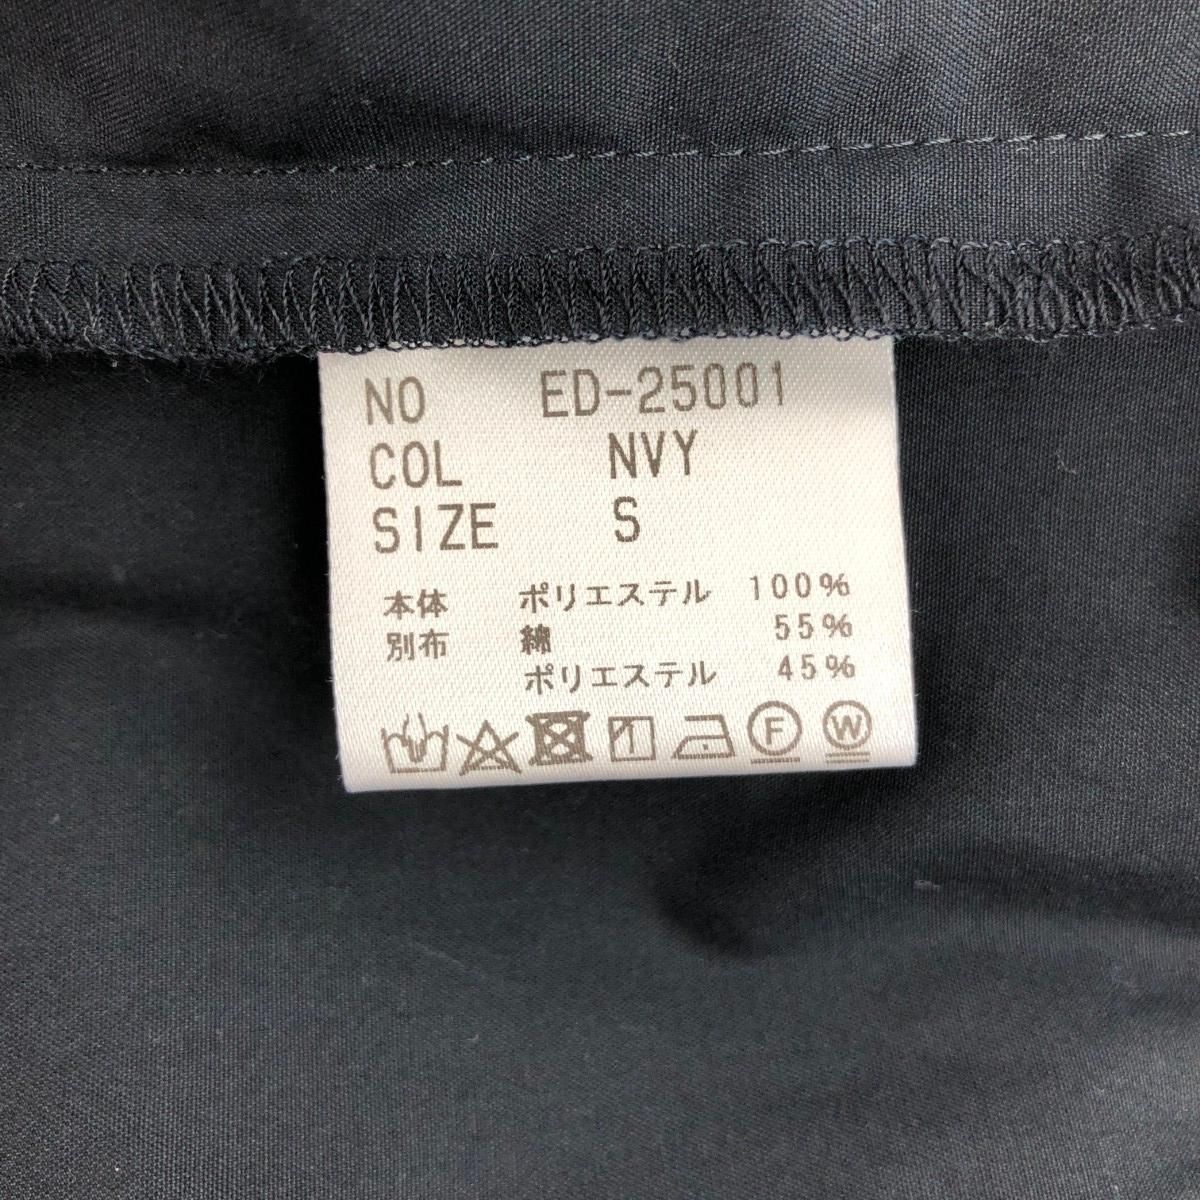 NO ED-25001
COL NVY
SIZE S
本体 ポリエステル 100%
別布 綿 55%
ポリエステル 45%
F W